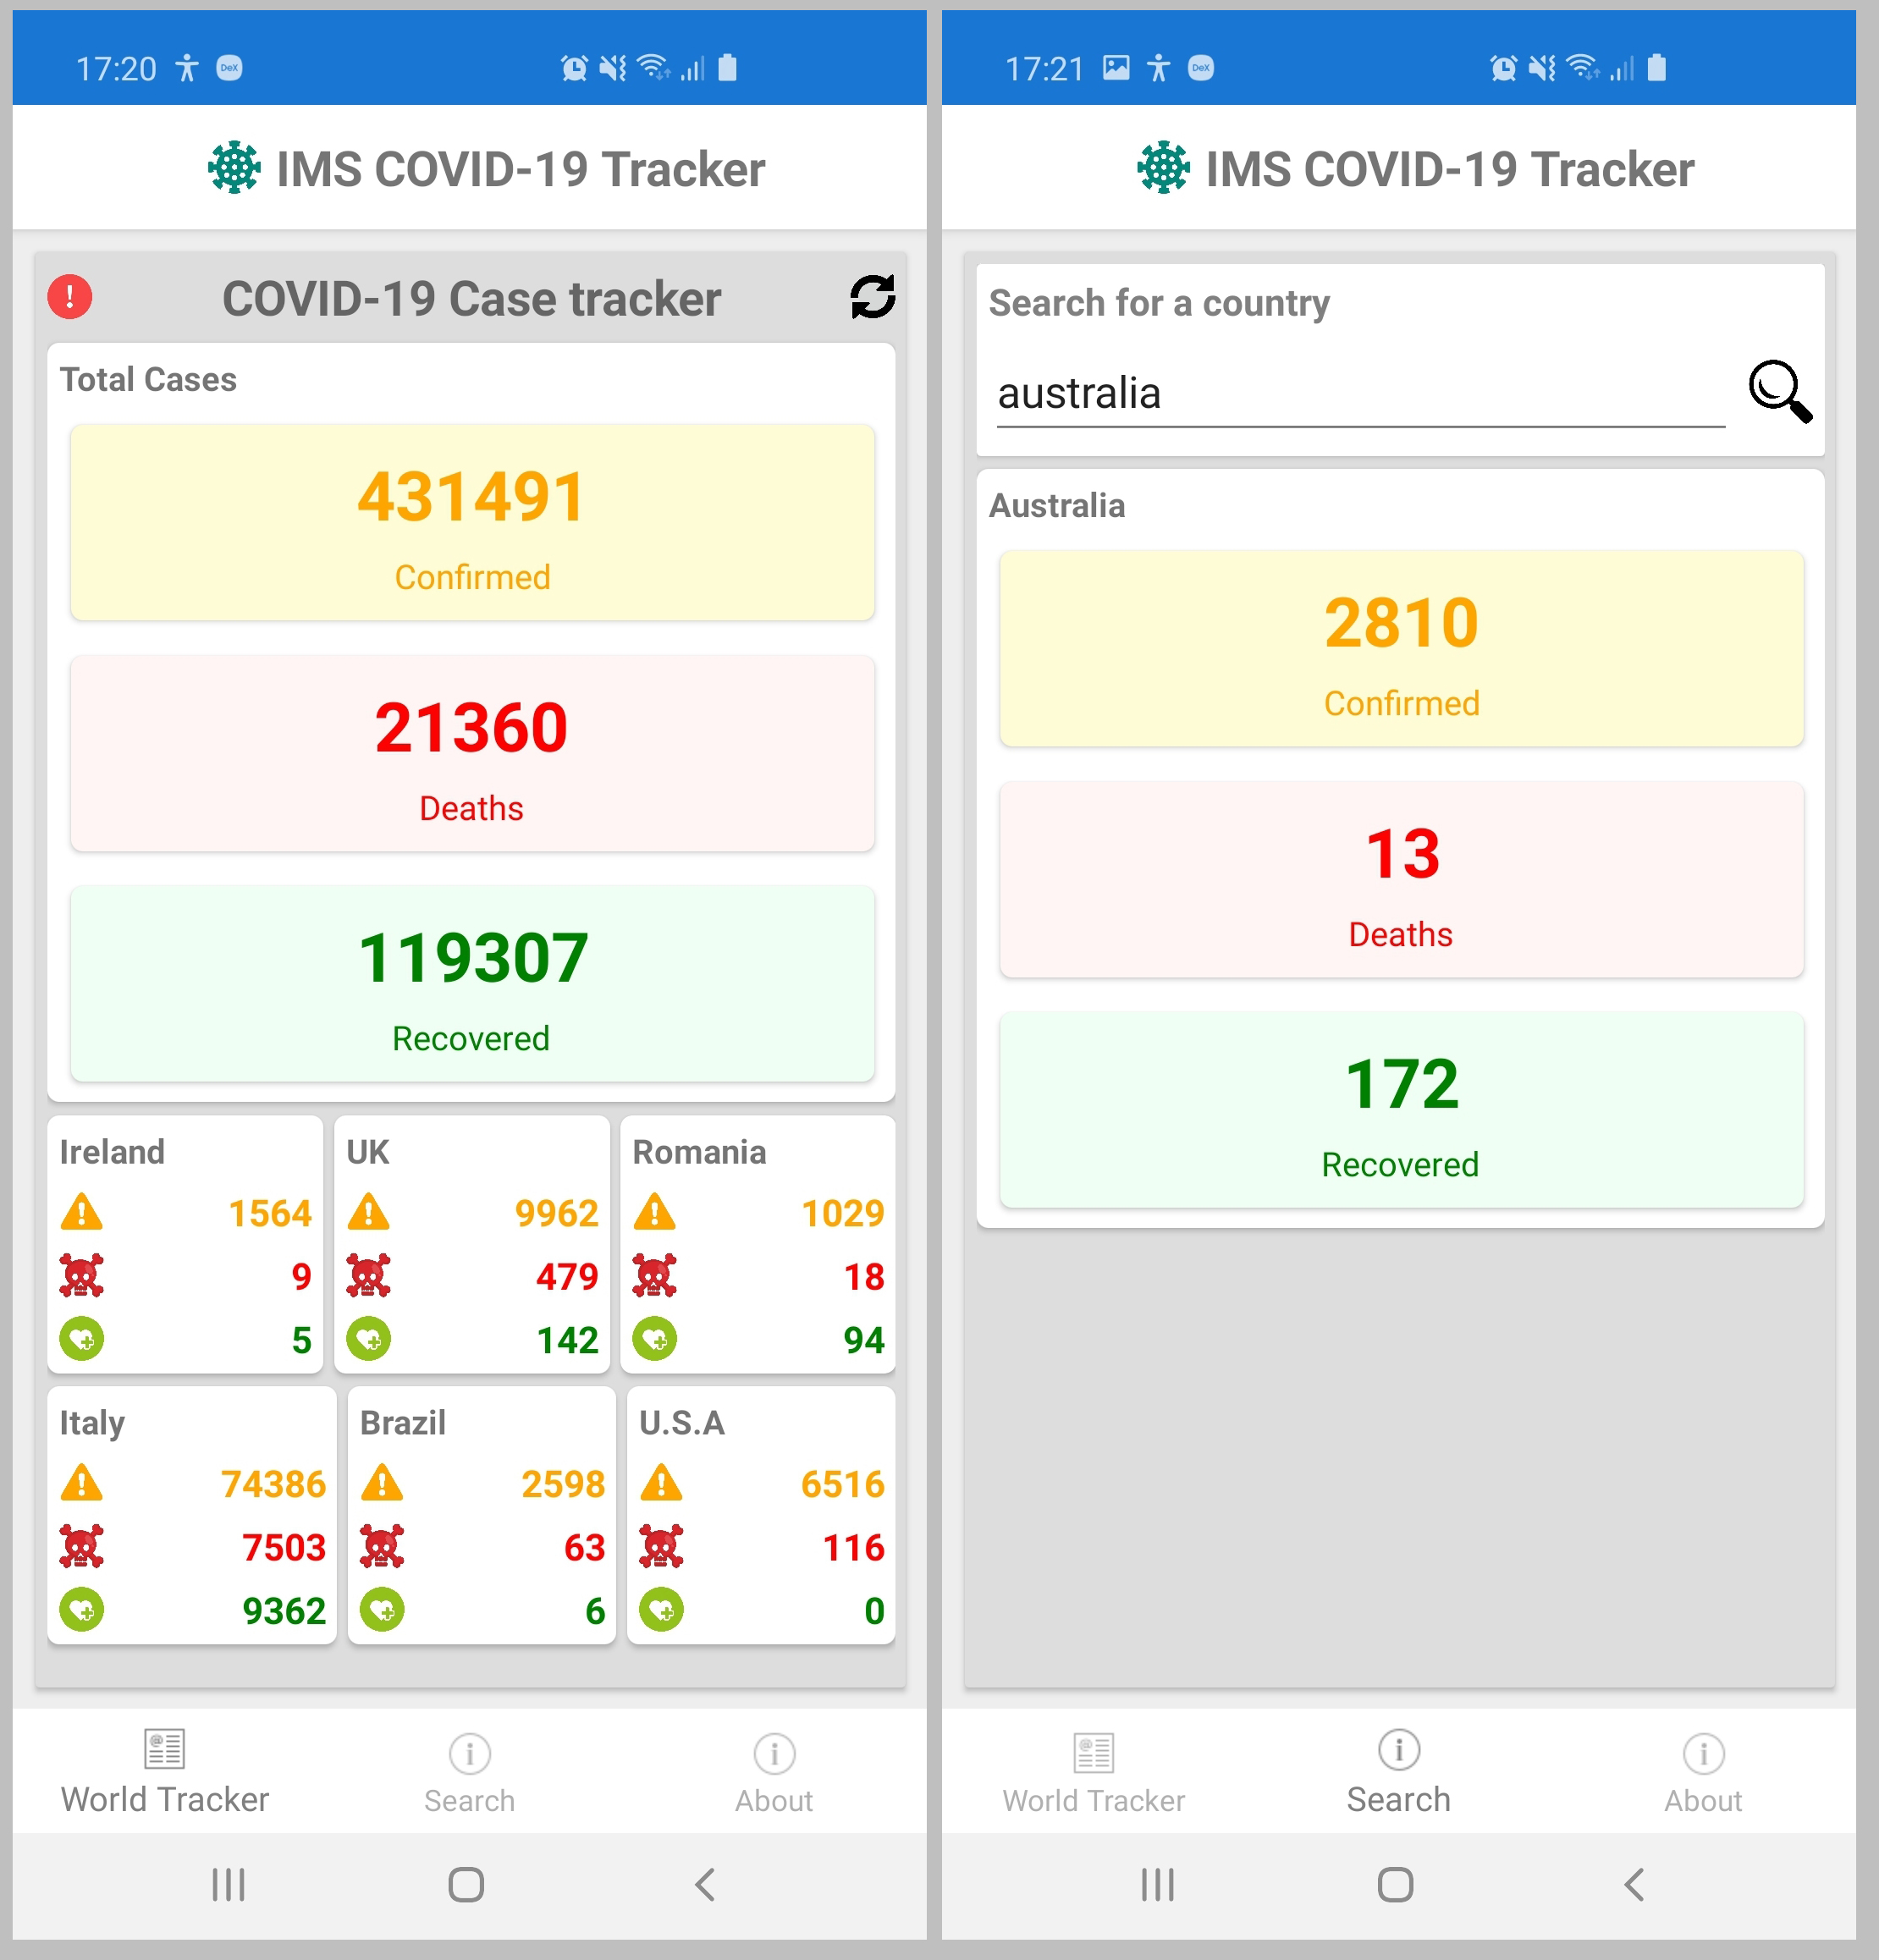 17:20 DeX
IMS COVID-19 Tracker
! COVID-19 Case tracker
Total Cases
431491
Confirmed
21360
Deaths
119307
Recovered
Ireland
1564
9
5
UK
9962
479
142
Romania
1029
18
94
Italy
74386
7503
9362
Brazil
2598
63
6
U.S.A
6516
116
0
World Tracker
Search
About
17:21 DeX
IMS COVID-19 Tracker
Search for a country
australia
Australia
2810
Confirmed
13
Deaths
172
Recovered
World Tracker
Search
About